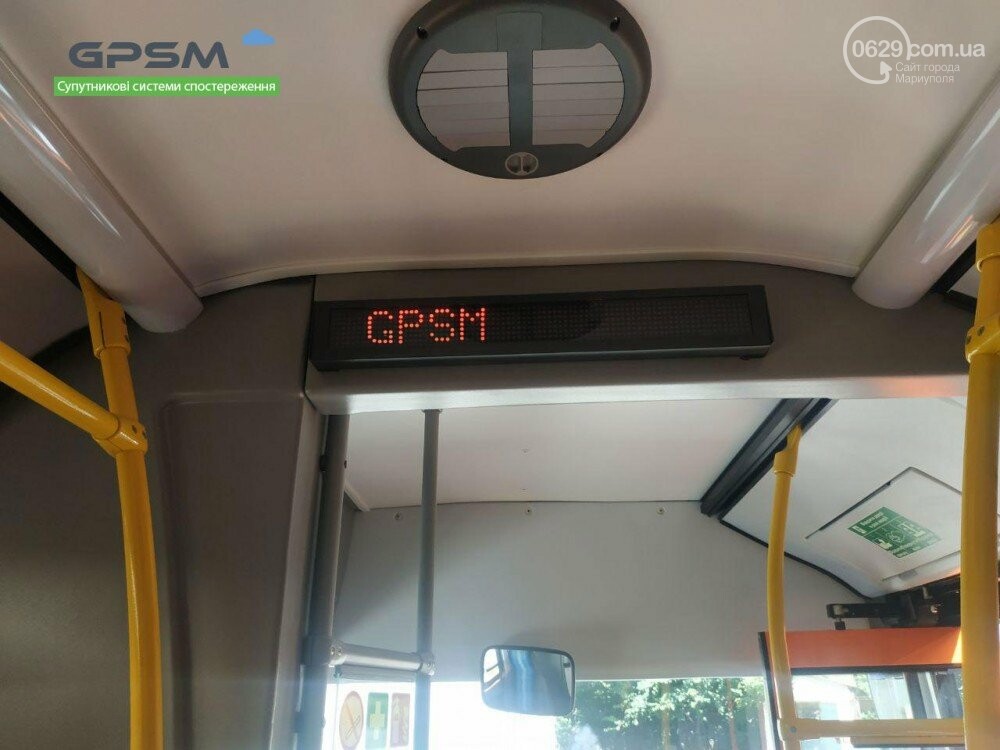 GPSM
Супутникові системи спостереження
0629.com.ua
Сайт города
Мариуполя
GPSM